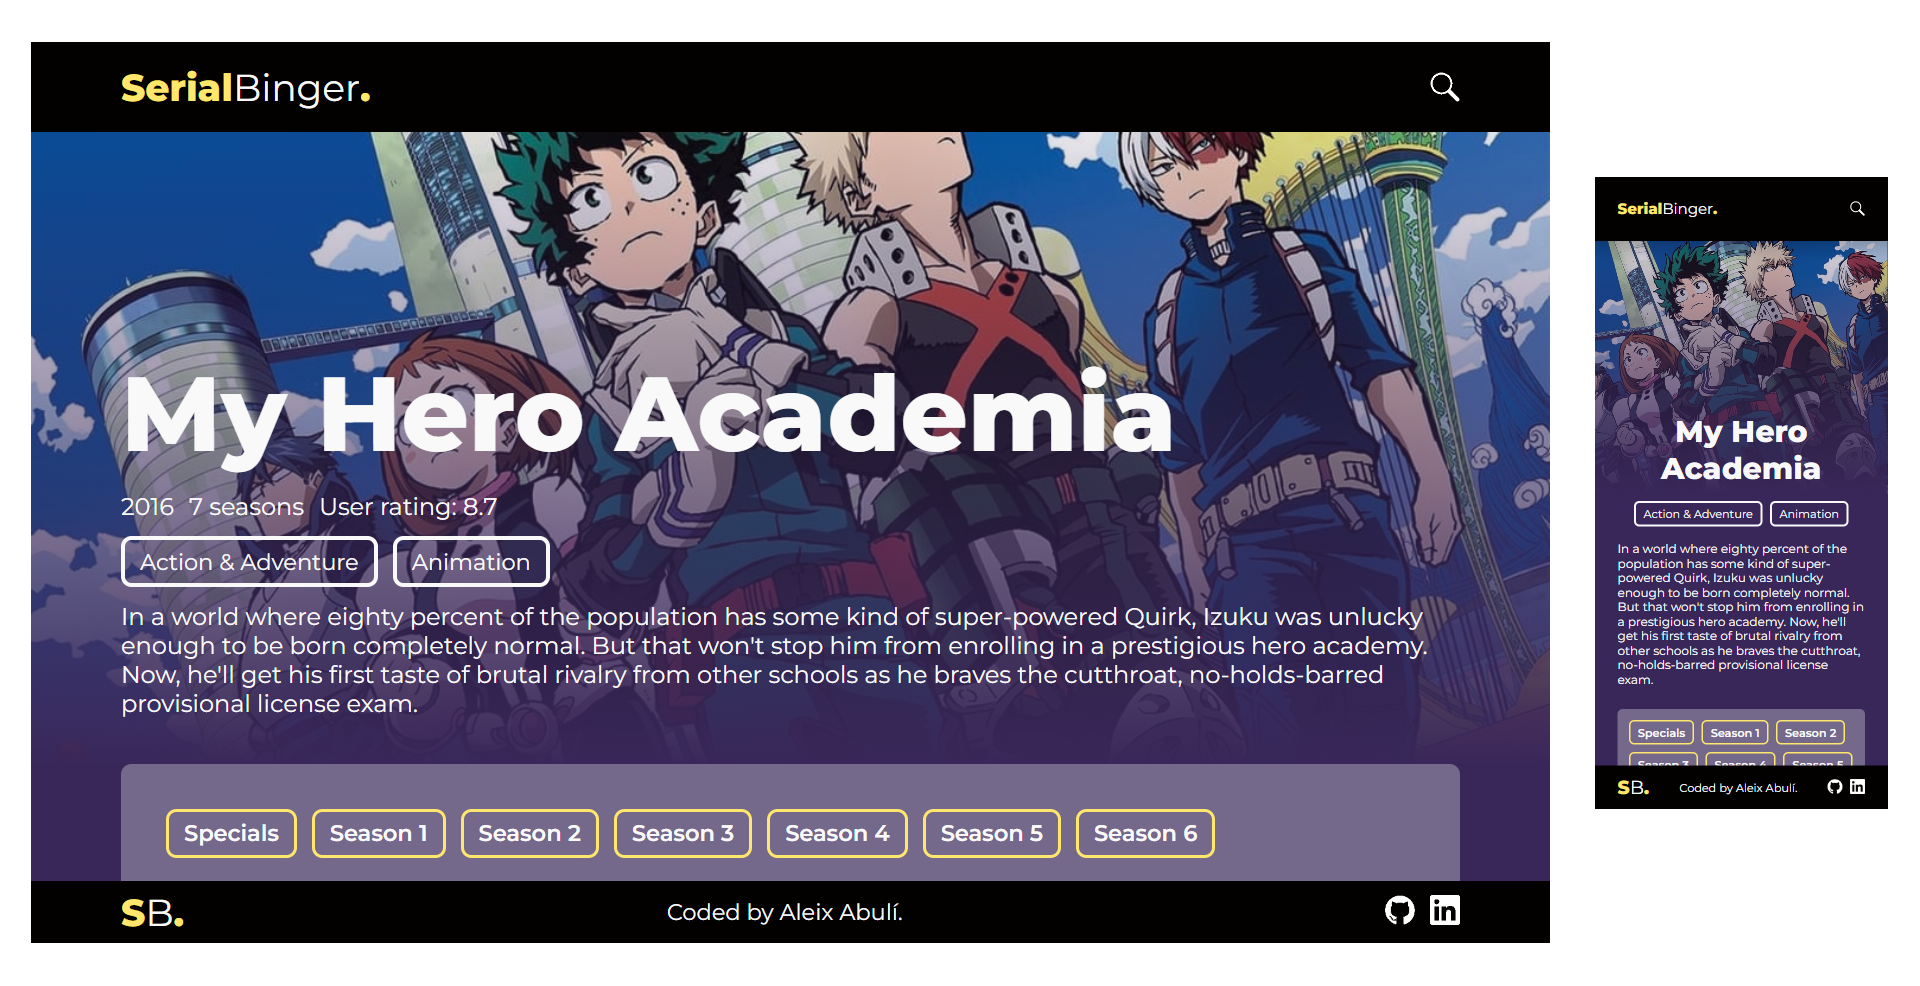 SerialBinger.
My Hero Academia
2016 7 seasons User rating: 8.7
Action & Adventure Animation
In a world where eighty percent of the population has some kind of super-powered Quirk, Izuku was unlucky
enough to be born completely normal. But that won't stop him from enrolling in a prestigious hero academy.
Now, he'll get his first taste of brutal rivalry from other schools as he braves the cutthroat, no-holds-barred
provisional license exam.
Specials Season 1 Season 2 Season 3 Season 4 Season 5 Season 6
SB. Coded by Aleix Abulí. in
SerialBinger.
My Hero
Academia
Action & Adventure Animation
In a world where eighty percent of the
population has some kind of super-
powered Quirk, Izuku was unlucky
enough to be born completely normal.
But that won't stop him from enrolling in
a prestigious hero academy. Now, he'll
get his first taste of brutal rivalry from
other schools as he braves the cutthroat,
no-holds-barred provisional license
exam.
Specials Season 1 Season 2
Season 3 Season 4 Season 5
SB. Coded by Aleix Abulí. in